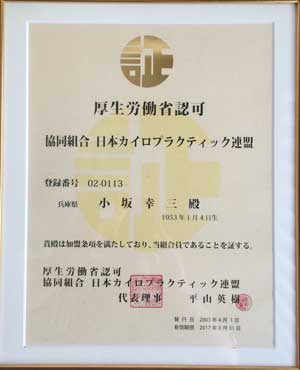 証
厚生労働省認可
協同組合 日本カイロプラクティック連盟
登録番号 02-0113
兵庫県 小坂幸三殿
1953年1月4日生
貴殿は加盟条項を満たしており、当組合員であることを証する。
厚生労働省認可
協同組合 日本カイロプラクティック連盟
代表理事 平山英樹
発行日 2003年4月1日
有効期限 2017年8月31日